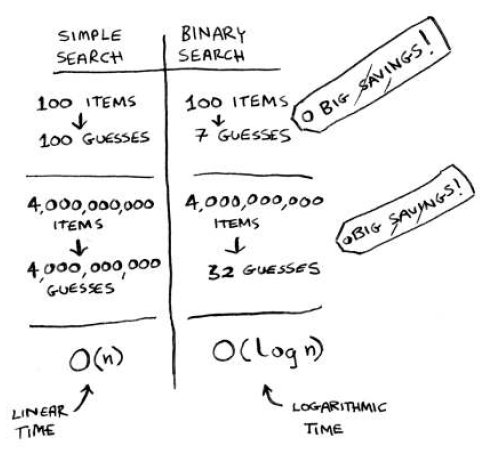 SIMPLE
SEARCH
BINARY
SEARCH
100 ITEMS
↓
100 GUESSES
100 ITEMS
↓
7 GUESSES
BIG SAVINGS!
4,000,000,000
ITEMS
↓
4,000,000,000
GUESSES
4,000,000,000
ITEMS
↓
32 GUESSES
BIG SAVINGS!
O(n)
O(log n)
LINEAR
TIME
LOGARITHMIC
TIME